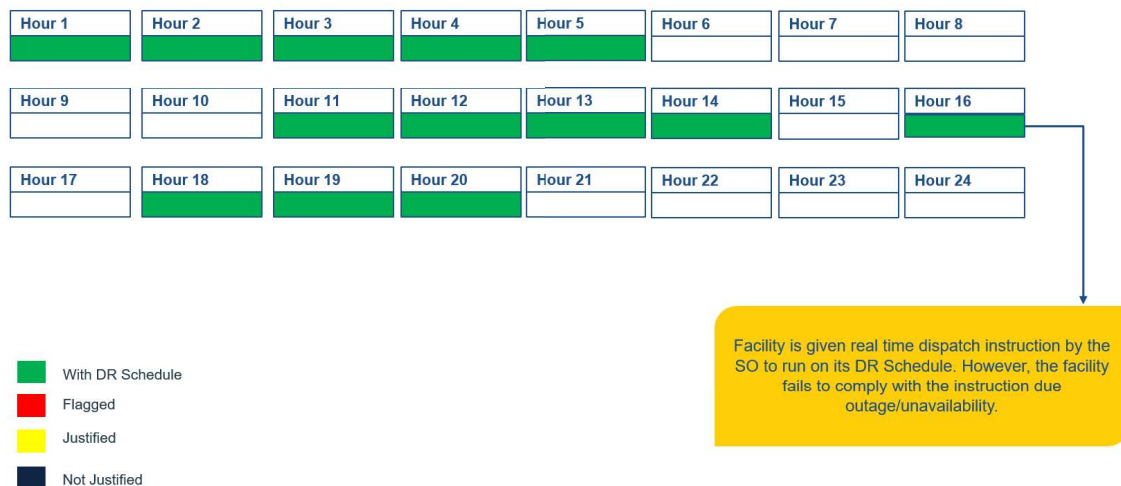 Hour 1 Hour 2 Hour 3 Hour 4 Hour 5 Hour 6 Hour 7 Hour 8
Hour 9 Hour 10 Hour 11 Hour 12 Hour 13 Hour 14 Hour 15 Hour 16
Hour 17 Hour 18 Hour 19 Hour 20 Hour 21 Hour 22 Hour 23 Hour 24
Facility is given real time dispatch instruction by the
SO to run on its DR Schedule. However, the facility
fails to comply with the instruction due
outage/unavailability.
With DR Schedule
Flagged
Justified
Not Justified